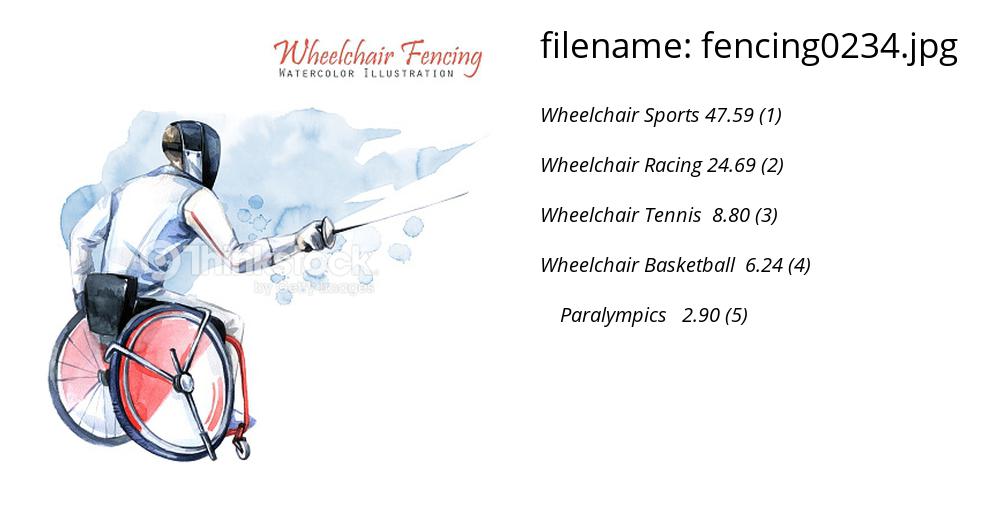 Wheelchair Fencing
WATERCOLOR ILLUSTRATION
Thinkstock
by Getty Images
filename: fencing0234.jpg
Wheelchair Sports 47.59 (1)
Wheelchair Racing 24.69 (2)
Wheelchair Tennis 8.80 (3)
Wheelchair Basketball 6.24 (4)
Paralympics 2.90 (5)